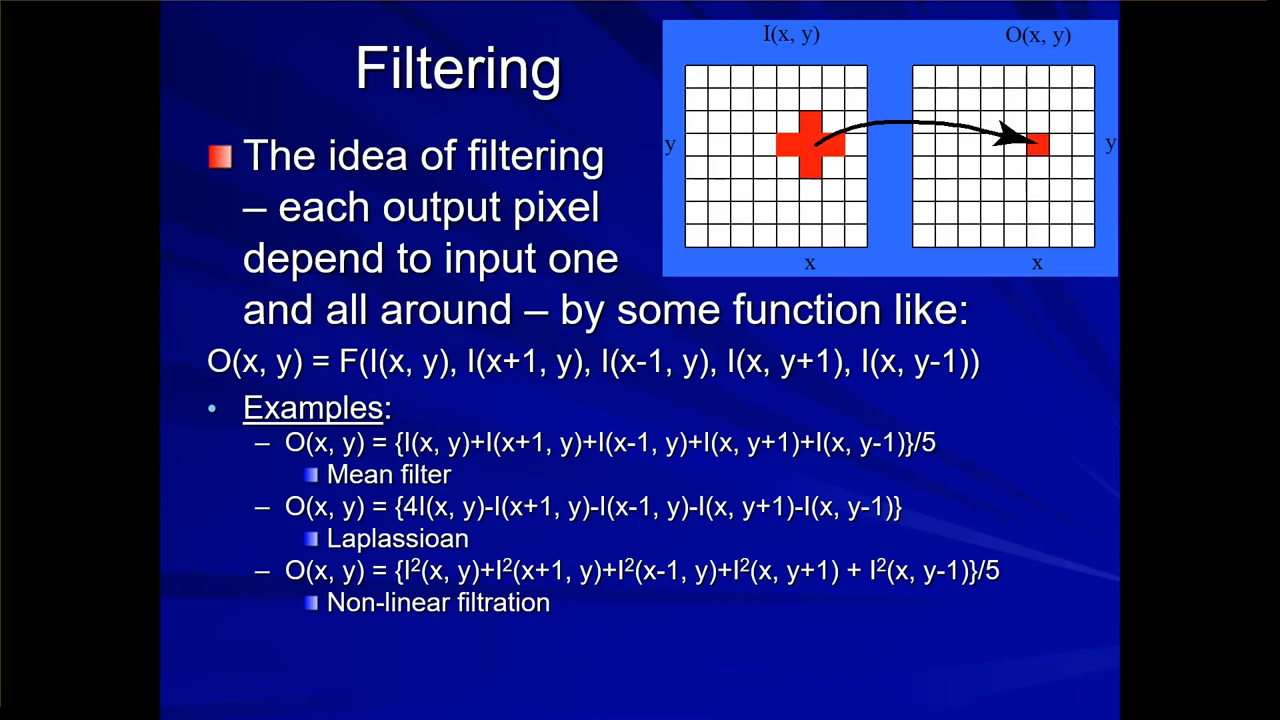 Filtering
I(x, y)
O(x, y)
y
y
x
x
The idea of filtering
– each output pixel
depend to input one
and all around – by some function like:
O(x, y) = F(I(x, y), I(x+1, y), I(x-1, y), I(x, y+1), I(x, y-1))
• Examples:
– O(x, y) = {I(x, y)+I(x+1, y)+I(x-1, y)+I(x, y+1)+I(x, y-1)}/5
Mean filter
– O(x, y) = {4I(x, y)-I(x+1, y)-I(x-1, y)-I(x, y+1)-I(x, y-1)}
Laplassioan
– O(x, y) = {I²(x, y)+I²(x+1, y)+I²(x-1, y)+I²(x, y+1) + I²(x, y-1)}/5
Non-linear filtration